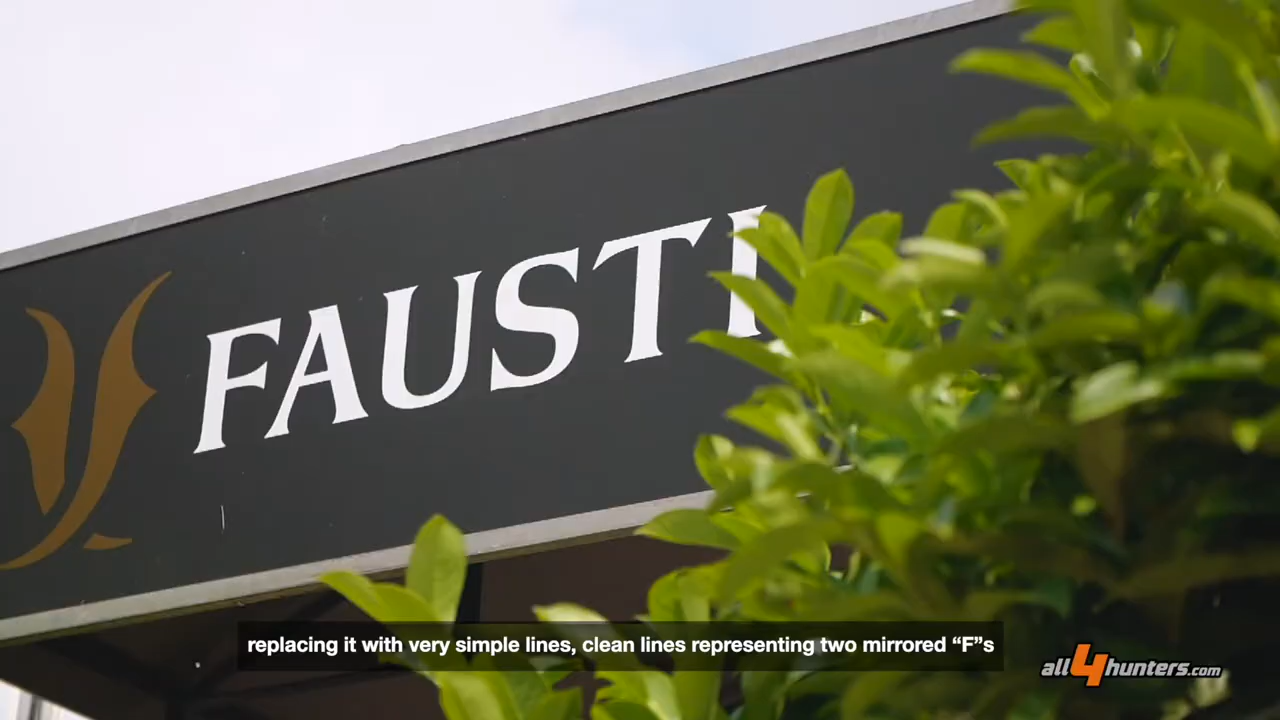 FAUSTI
replacing it with very simple lines, clean lines representing two mirrored “F”s
all4hunters.com